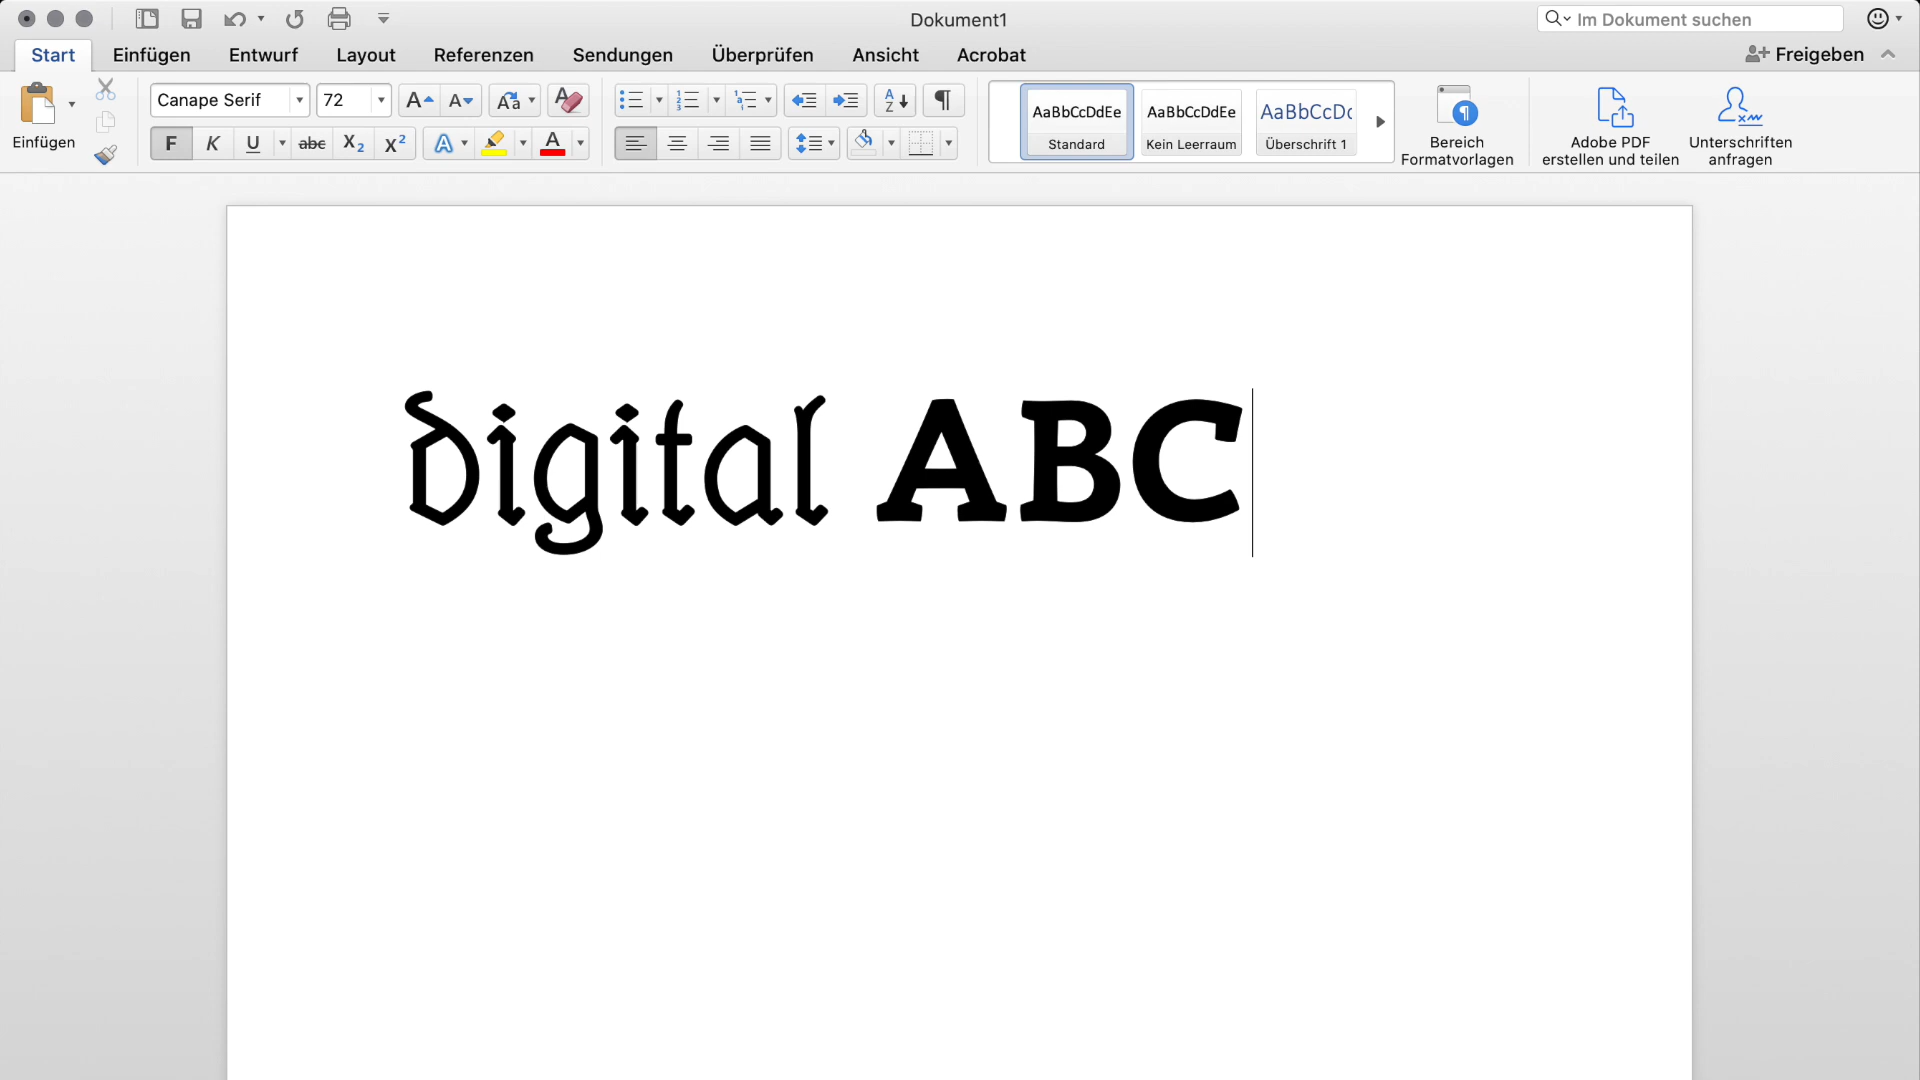 Dokument1
Im Dokument suchen
Start Einfügen Entwurf Layout Referenzen Sendungen Überprüfen Ansicht Acrobat Freigeben
Einfügen
Canape Serif 72
F K U abc X2 X2 A A
AaBbCcDdEe AaBbCcDdEe AaBbCcDc
Standard Kein Leerraum Überschrift 1
Bereich Formatvorlagen
Adobe PDF erstellen und teilen
Unterschriften anfragen
digital ABC